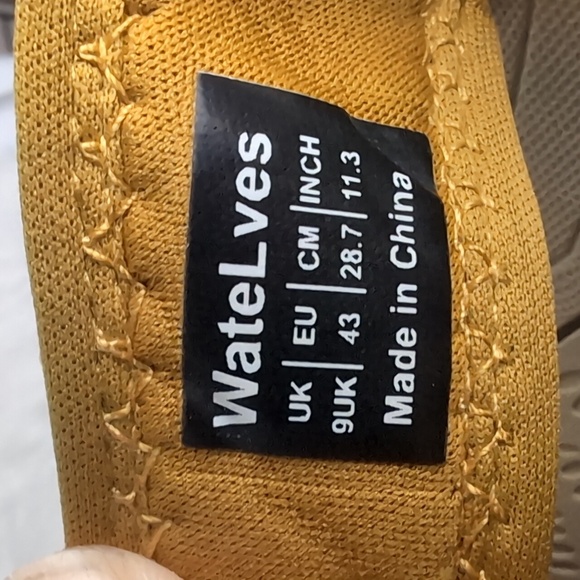 WateLves
UK | EU | CM | INCH
9UK | 43 | 28.7 | 11.3
Made in China